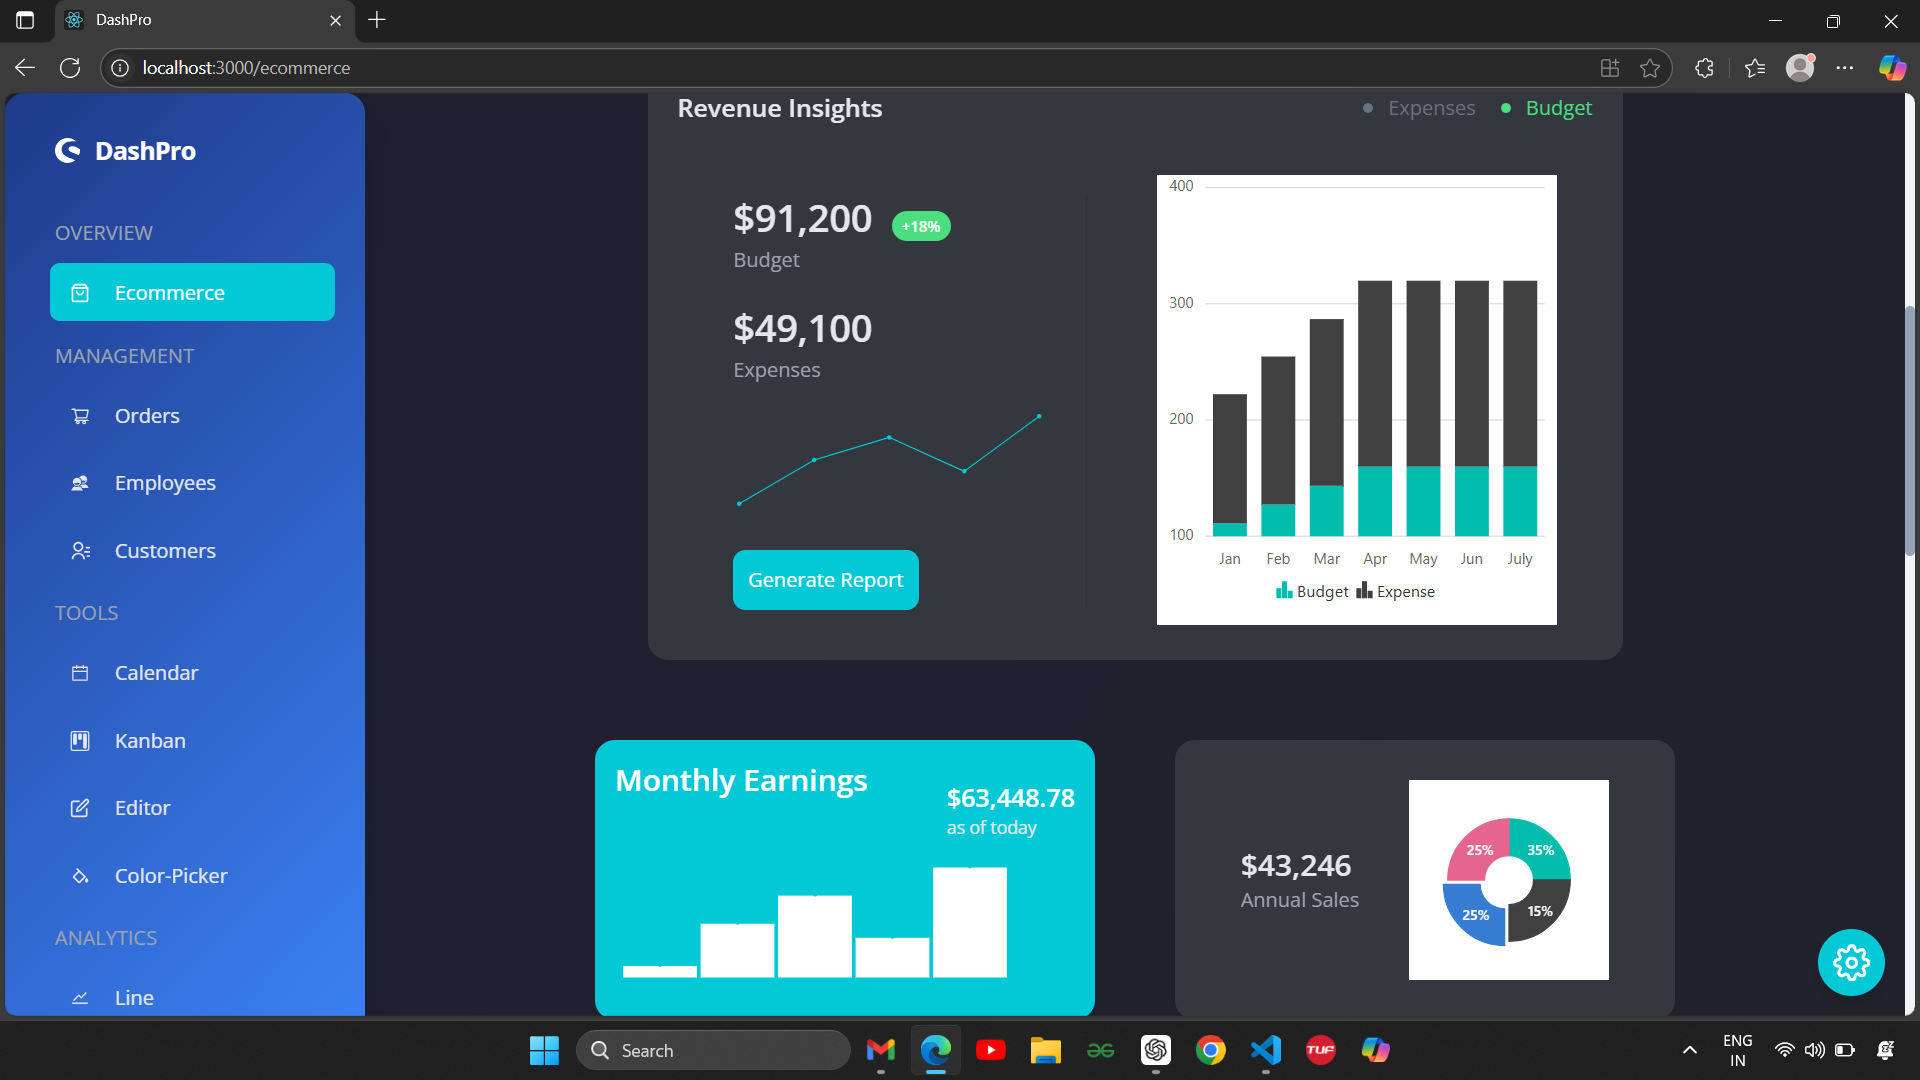 DashPro
localhost:3000/ecommerce
DashPro
OVERVIEW
Ecommerce
MANAGEMENT
Orders
Employees
Customers
TOOLS
Calendar
Kanban
Editor
Color-Picker
ANALYTICS
Line
Revenue Insights
Expenses
Budget
$91,200
+18%
Budget
$49,100
Expenses
Generate Report
400
300
200
100
Jan Feb Mar Apr May Jun July
Budget Expense
Monthly Earnings
$63,448.78
as of today
$43,246
Annual Sales
25% 35%
25% 15%
Search
TUF
ENG
IN